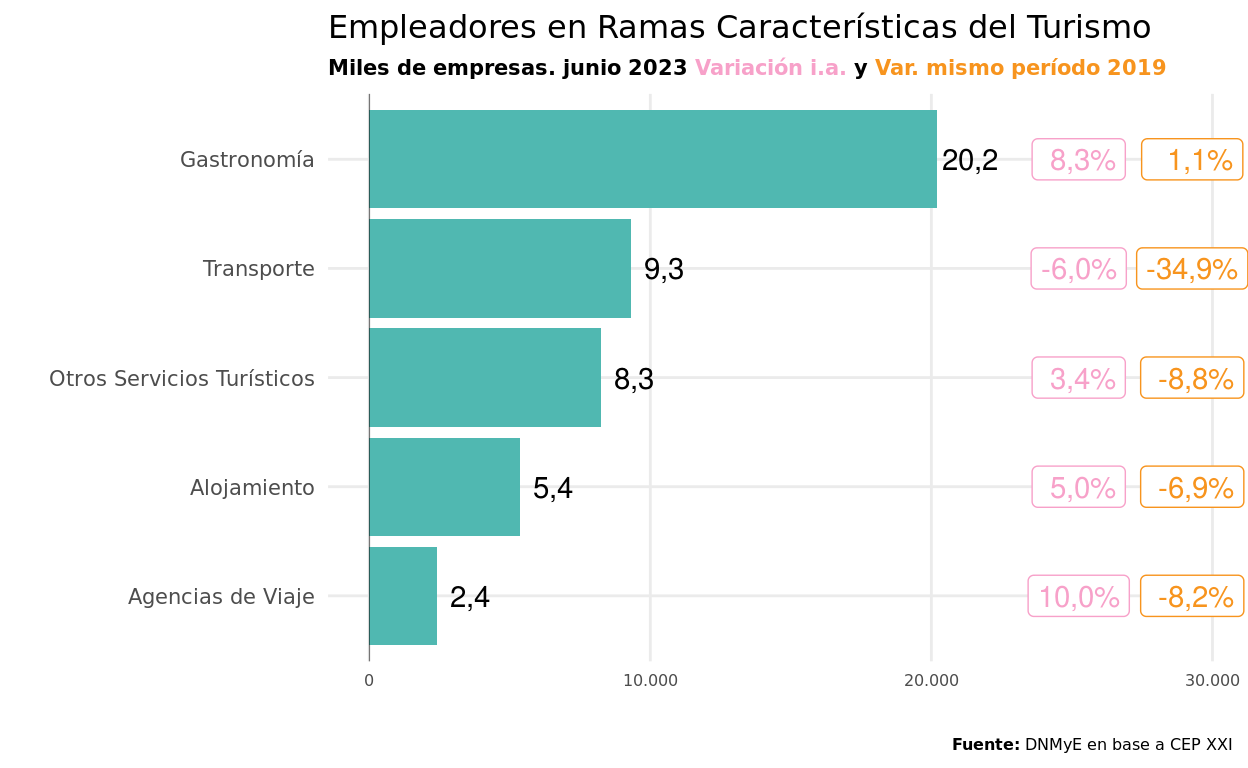 Empleadores en Ramas Características del Turismo
Miles de empresas. junio 2023 Variación i.a. y Var. mismo período 2019
Gastronomía 20,2 8,3% 1,1%
Transporte 9,3 -6,0% -34,9%
Otros Servicios Turísticos 8,3 3,4% -8,8%
Alojamiento 5,4 5,0% -6,9%
Agencias de Viaje 2,4 10,0% -8,2%
0 10.000 20.000 30.000
Fuente: DNMyE en base a CEP XXI